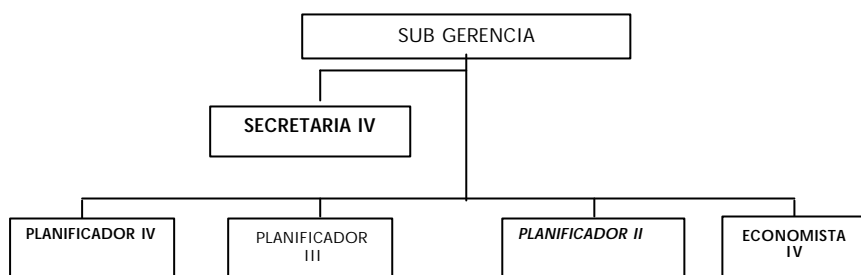 SUB GERENCIA
SECRETARIA IV
PLANIFICADOR IV
PLANIFICADOR
III
PLANIFICADOR II
ECONOMISTA
IV